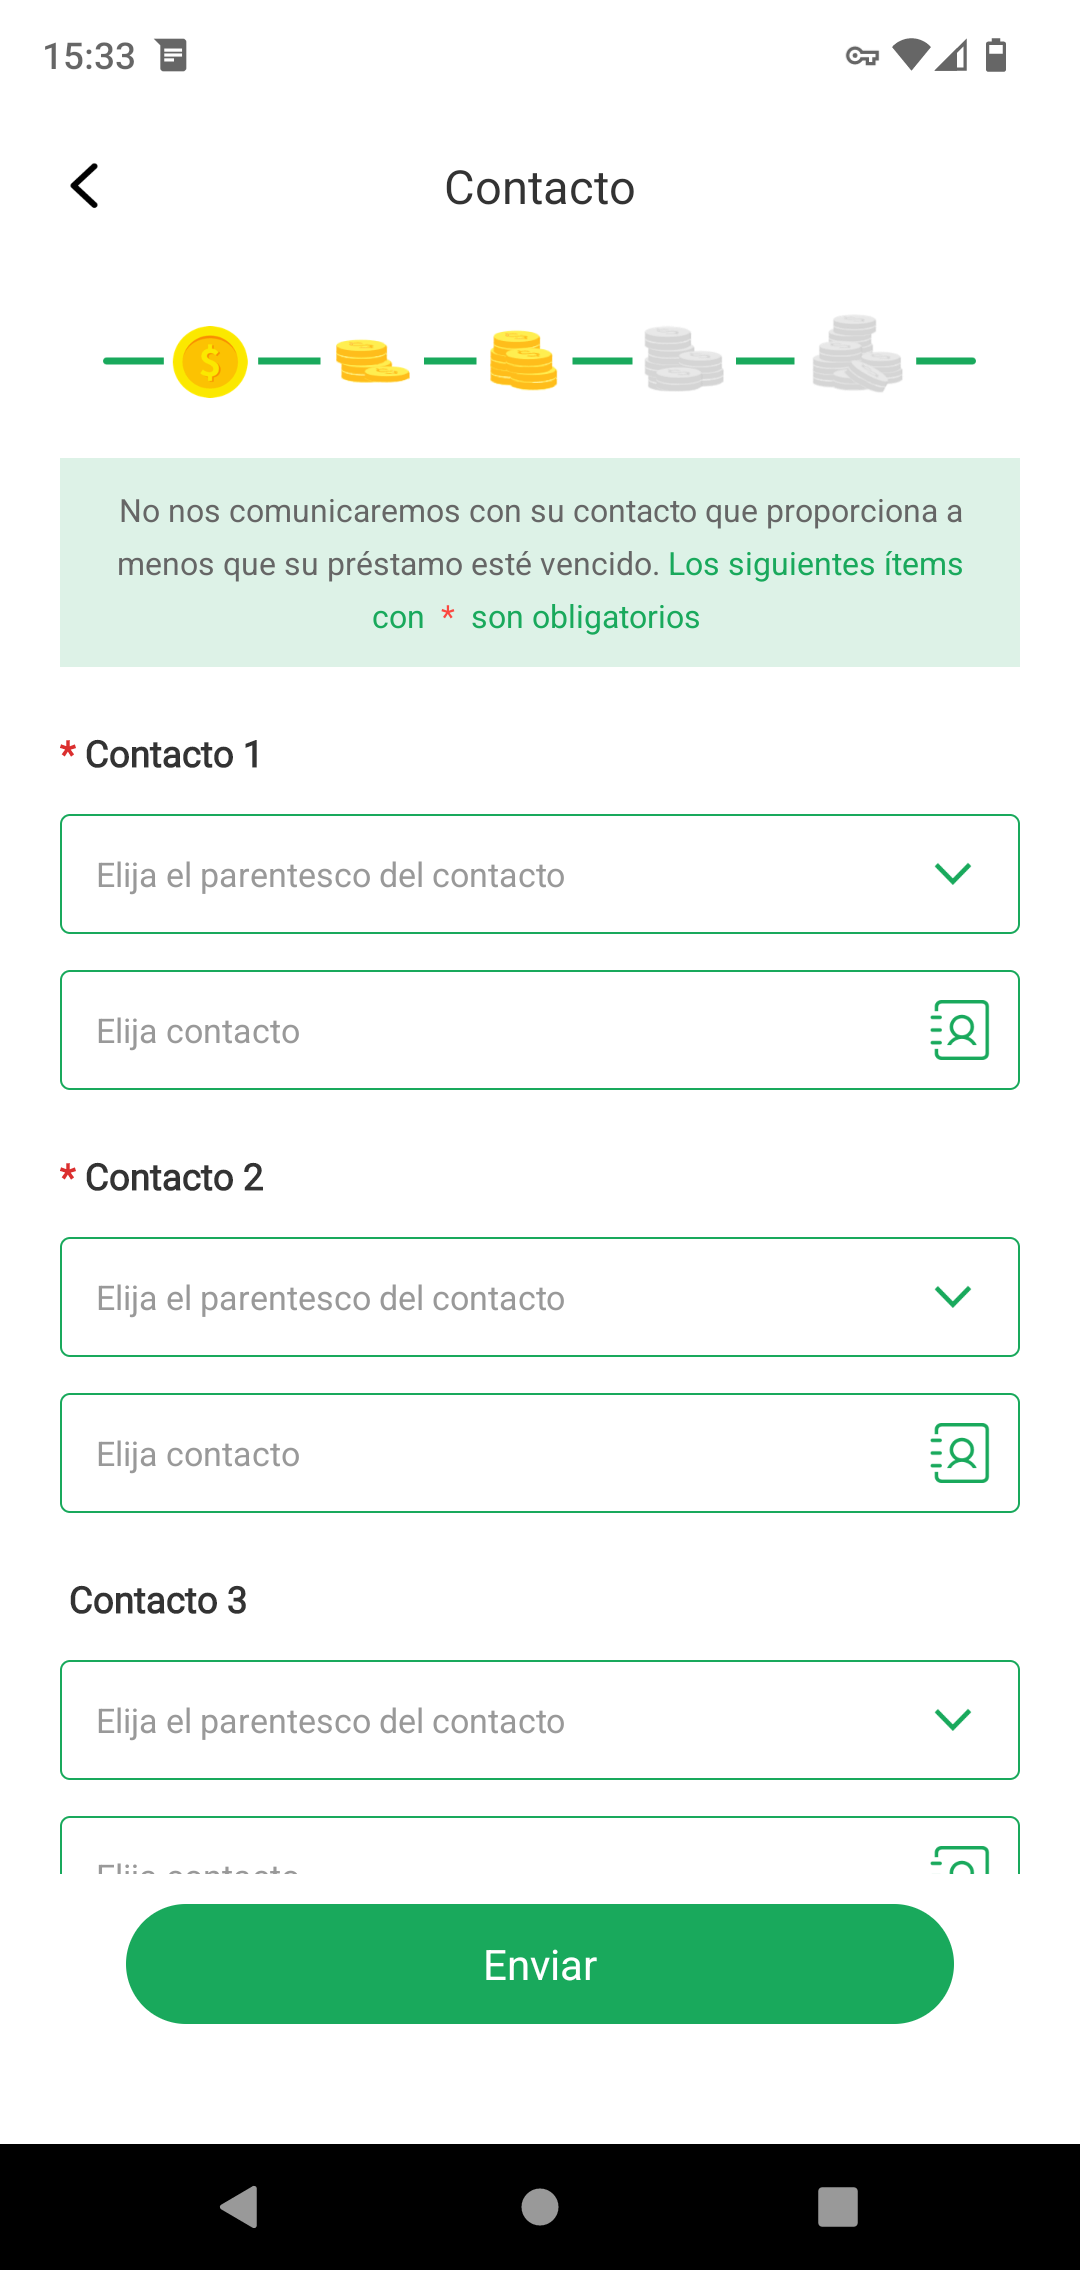 15:33
Contacto
No nos comunicaremos con su contacto que proporciona a
menos que su préstamo esté vencido. Los siguientes ítems
con * son obligatorios
* Contacto 1
Elija el parentesco del contacto
Elija contacto
* Contacto 2
Elija el parentesco del contacto
Elija contacto
Contacto 3
Elija el parentesco del contacto
Elija contacto
Enviar